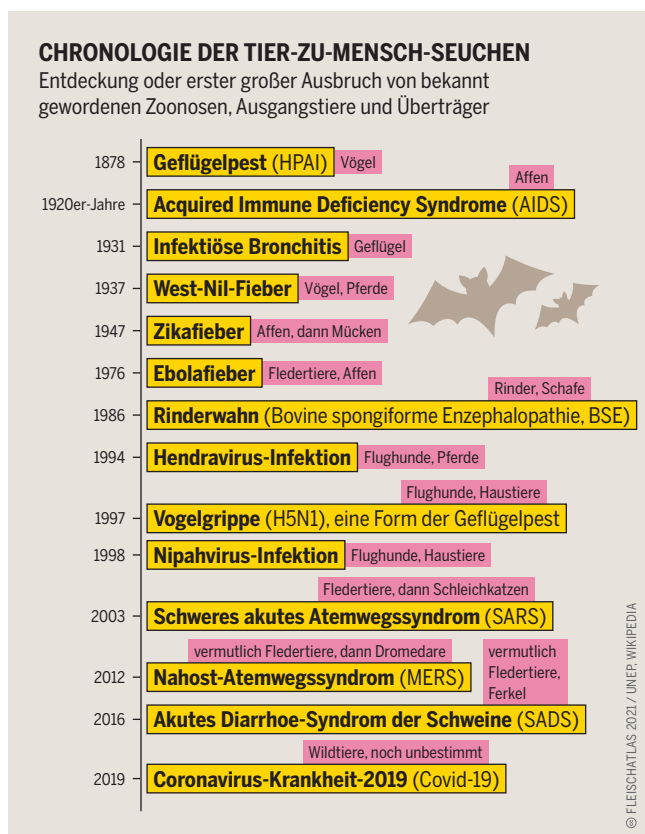 CHRONOLOGIE DER TIER-ZU-MENSCH-SEUCHEN
Entdeckung oder erster großer Ausbruch von bekannt
gewordenen Zoonosen, Ausgangstiere und Überträger
1878 Geflügelpest (HPAI) Vögel
Affen
1920er-Jahre Acquired Immune Deficiency Syndrome (AIDS)
1931 Infektiöse Bronchitis Geflügel
1937 West-Nil-Fieber Vögel, Pferde
1947 Zikafieber Affen, dann Mücken
1976 Ebolafieber Fledertiere, Affen
Rinder, Schafe
1986 Rinderwahn (Bovine spongiforme Enzephalopathie, BSE)
1994 Hendravirus-Infektion Flughunde, Pferde
Flughunde, Haustiere
1997 Vogelgrippe (H5N1), eine Form der Geflügelpest
1998 Nipahvirus-Infektion Flughunde, Haustiere
Fledertiere, dann Schleichkatzen
2003 Schweres akutes Atemwegssyndrom (SARS)
vermutlich Fledertiere, dann Dromedare
2012 Nahost-Atemwegssyndrom (MERS)
vermutlich
Fledertiere,
Ferkel
2016 Akutes Diarrhoe-Syndrom der Schweine (SADS)
Wildtiere, noch unbestimmt
2019 Coronavirus-Krankheit-2019 (Covid-19)
FLEISCHATLAS 2021 / UNEP, WIKIPEDIA